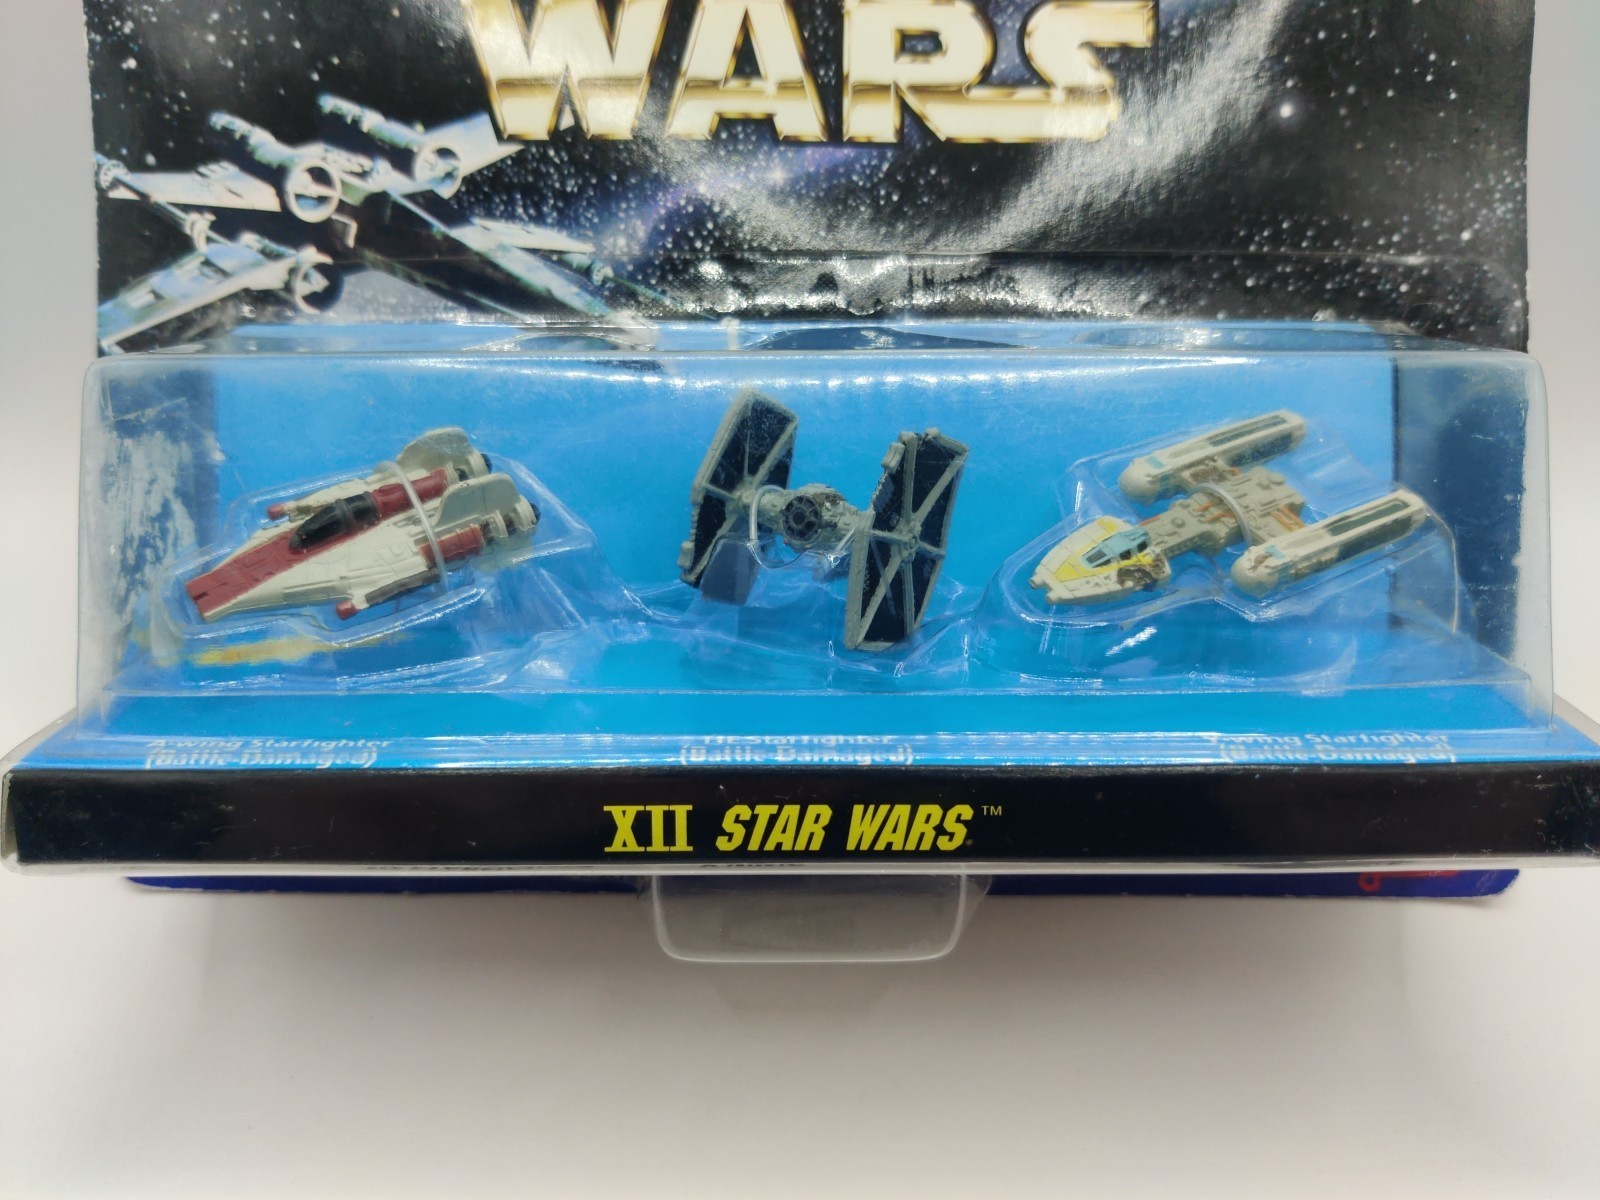 WARS
A-wing Starfighter
(Battle-Damaged)
TIE Starfighter
(Battle-Damaged)
Y-wing Starfighter
(Battle-Damaged)
XII STAR WARS™